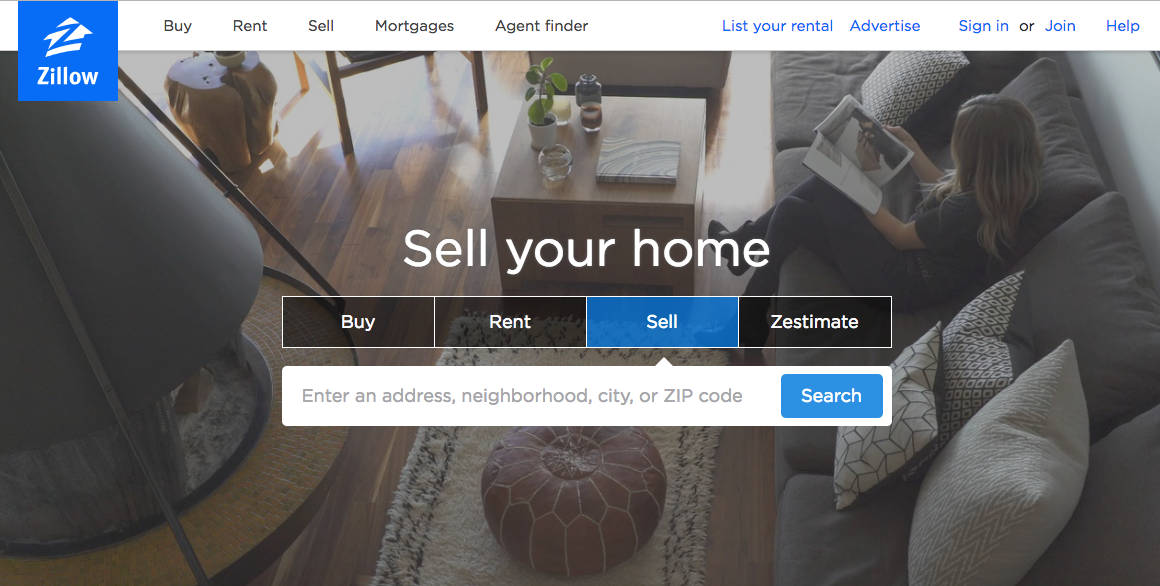 Zillow
Buy Rent Sell Mortgages Agent finder List your rental Advertise Sign in or Join Help
Sell your home
Buy Rent Sell Zestimate
Enter an address, neighborhood, city, or ZIP code Search